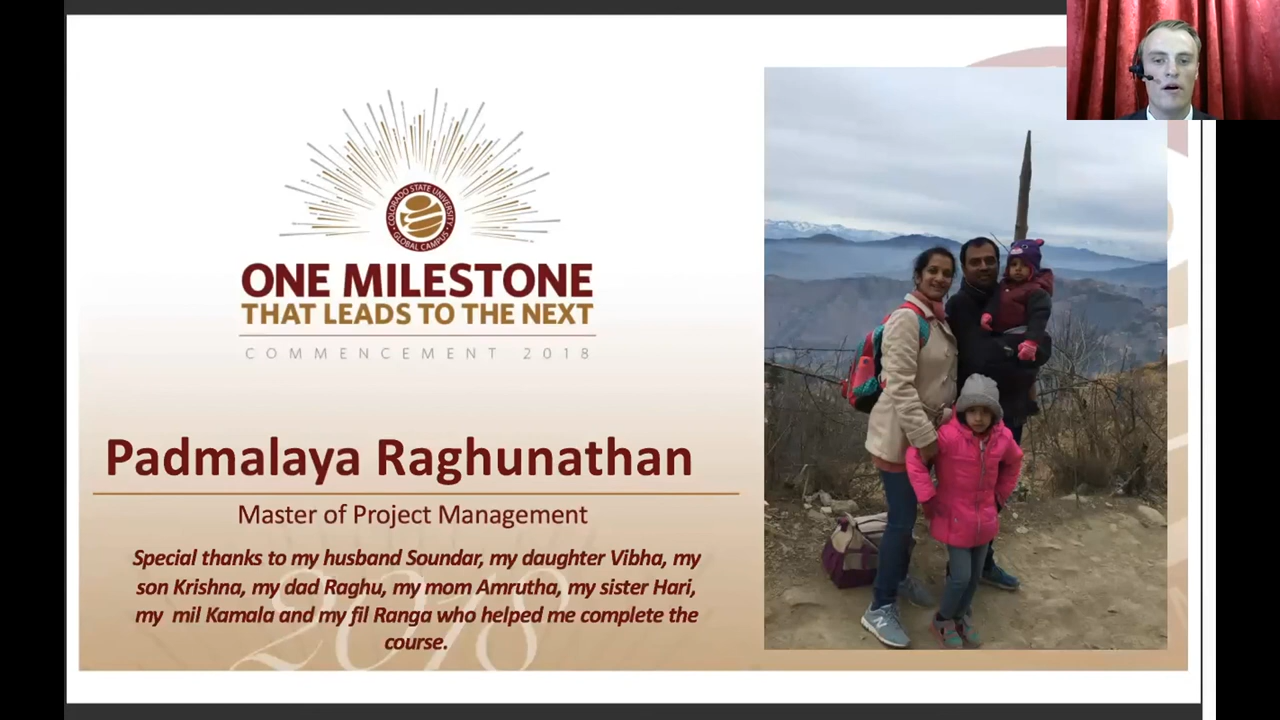 COLORADO STATE UNIVERSITY
GLOBAL CAMPUS
ONE MILESTONE
THAT LEADS TO THE NEXT
COMMENCEMENT 2018
Padmalaya Raghunathan
Master of Project Management
Special thanks to my husband Soundar, my daughter Vibha, my
son Krishna, my dad Raghu, my mom Amrutha, my sister Hari,
my mil Kamala and my fil Ranga who helped me complete the
course.
2018
N